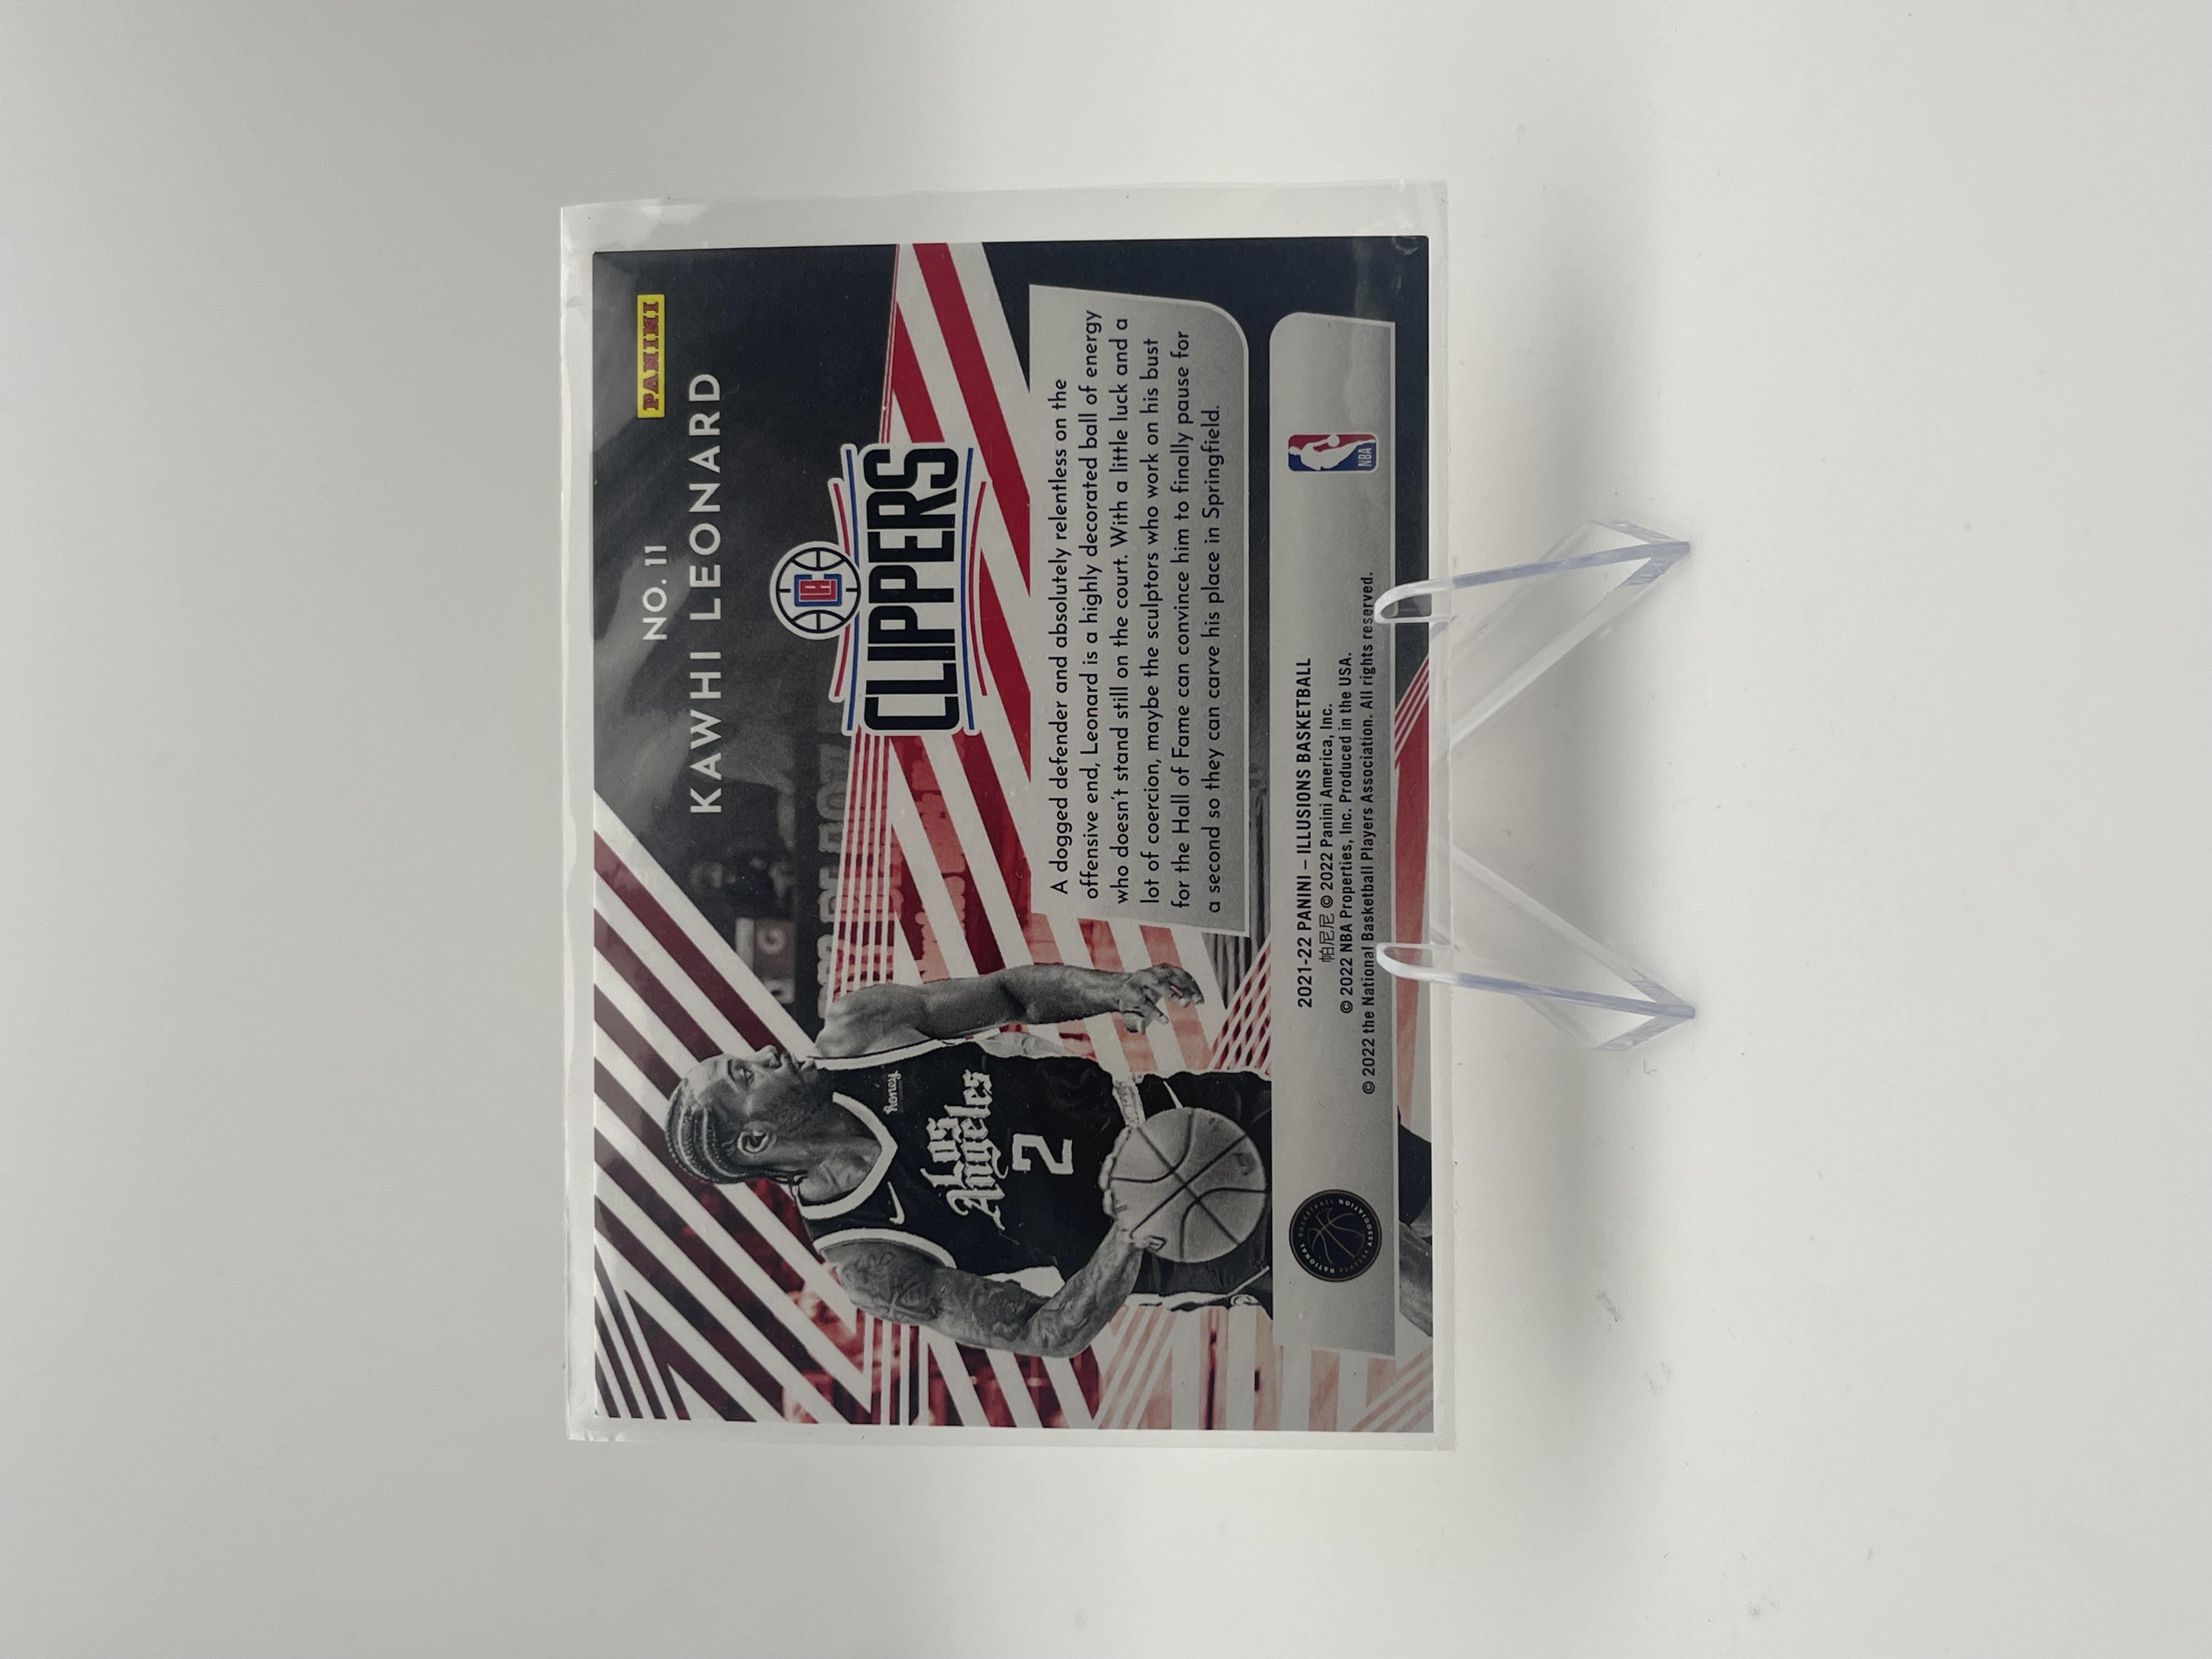 NO. 11
PANINI
KAWHI LEONARD
G
LA
CLIPPERS
honey
Los
Angeles
2
A dogged defender and absolutely relentless on the
offensive end, Leonard is a highly decorated ball of energy
who doesn't stand still on the court. With a little luck and a
lot of coercion, maybe the sculptors who work on his bust
for the Hall of Fame can convince him to finally pause for
a second so they can carve his place in Springfield.
NATIONAL BASKETBALL
PLAYERS ASSOCIATION
2021-22 PANINI – ILLUSIONS BASKETBALL
帕尼尼 © 2022 Panini America, Inc.
© 2022 NBA Properties, Inc. Produced in the USA.
© 2022 the National Basketball Players Association. All rights reserved.
NBA